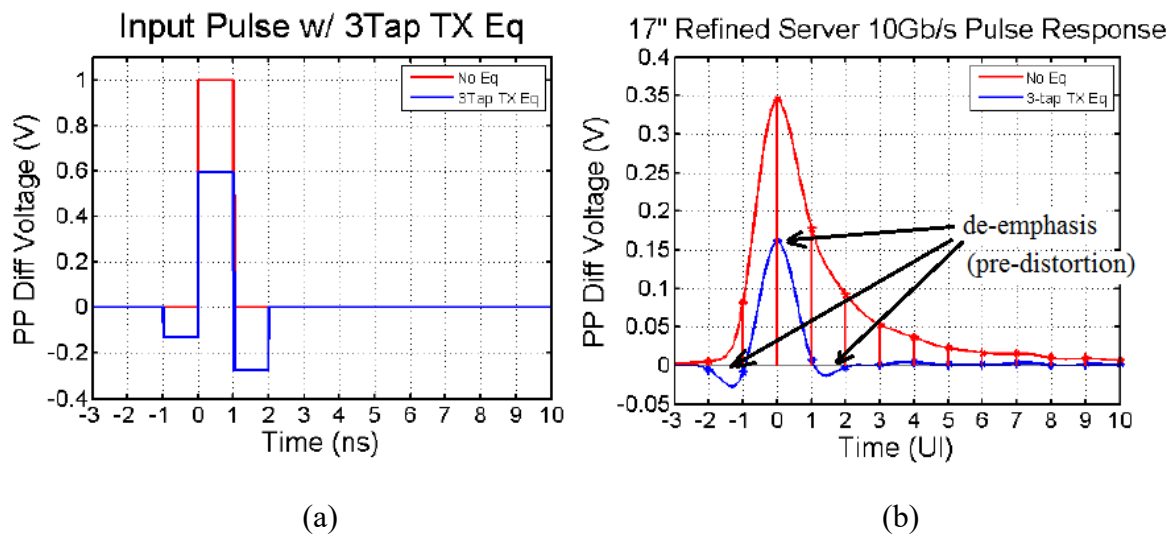 Input Pulse w/ 3Tap TX Eq
No Eq
3Tap TX Eq
PP Diff Voltage (V)
1
0.8
0.6
0.4
0.2
0
-0.2
-0.4
-3 -2 -1 0 1 2 3 4 5 6 7 8 9 10
Time (ns)
(a)
17" Refined Server 10Gb/s Pulse Response
No Eq
3-tap TX Eq
PP Diff Voltage (V)
0.35
0.3
0.25
0.2
0.15
0.1
0.05
0
-0.05
de-emphasis
(pre-distortion)
-3 -2 -1 0 1 2 3 4 5 6 7 8 9 10
Time (UI)
(b)